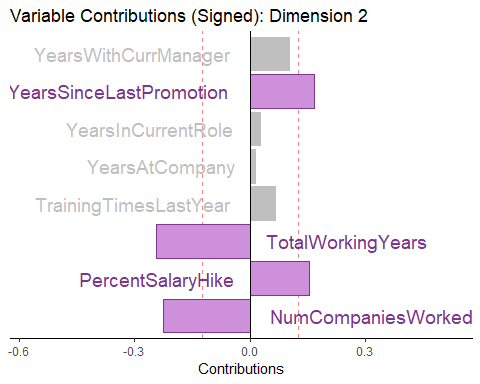 Variable Contributions (Signed): Dimension 2
YearsWithCurrManager
YearsSinceLastPromotion
YearsInCurrentRole
YearsAtCompany
TrainingTimesLastYear
TotalWorkingYears
PercentSalaryHike
NumCompaniesWorked
-0.6 -0.3 0.0 0.3
Contributions